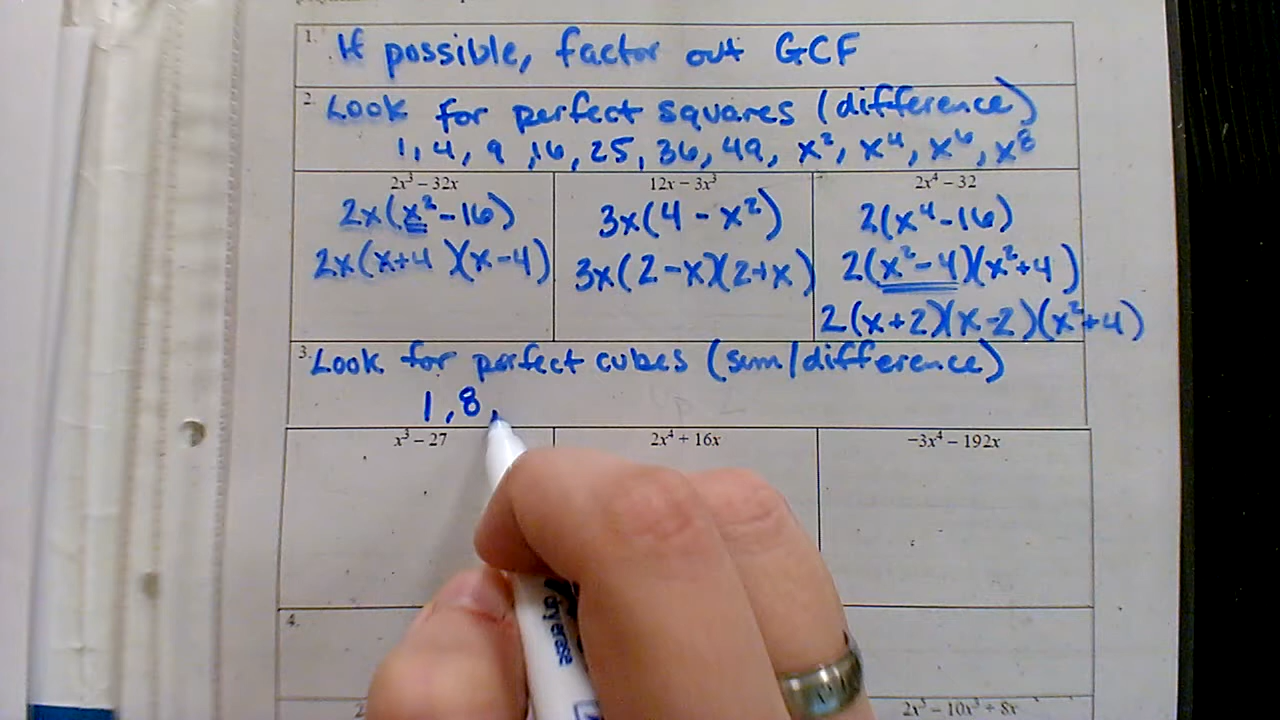 1. If possible, factor out GCF
2. Look for perfect squares (difference)
1, 4, 9, 16, 25, 36, 49, x², x⁴, x⁶, x⁸
2x³ – 32x
2x(x²-16)
2x(x+4)(x-4)
12x – 3x³
3x(4-x²)
3x(2-x)(2+x)
2x⁴ – 32
2(x⁴-16)
2(x²-4)(x²+4)
2(x+2)(x-2)(x²+4)
3. Look for perfect cubes (sum/difference)
1, 8,
x³ – 27
2x⁴ + 16x
–3x⁴ – 192x
4.
dry erase